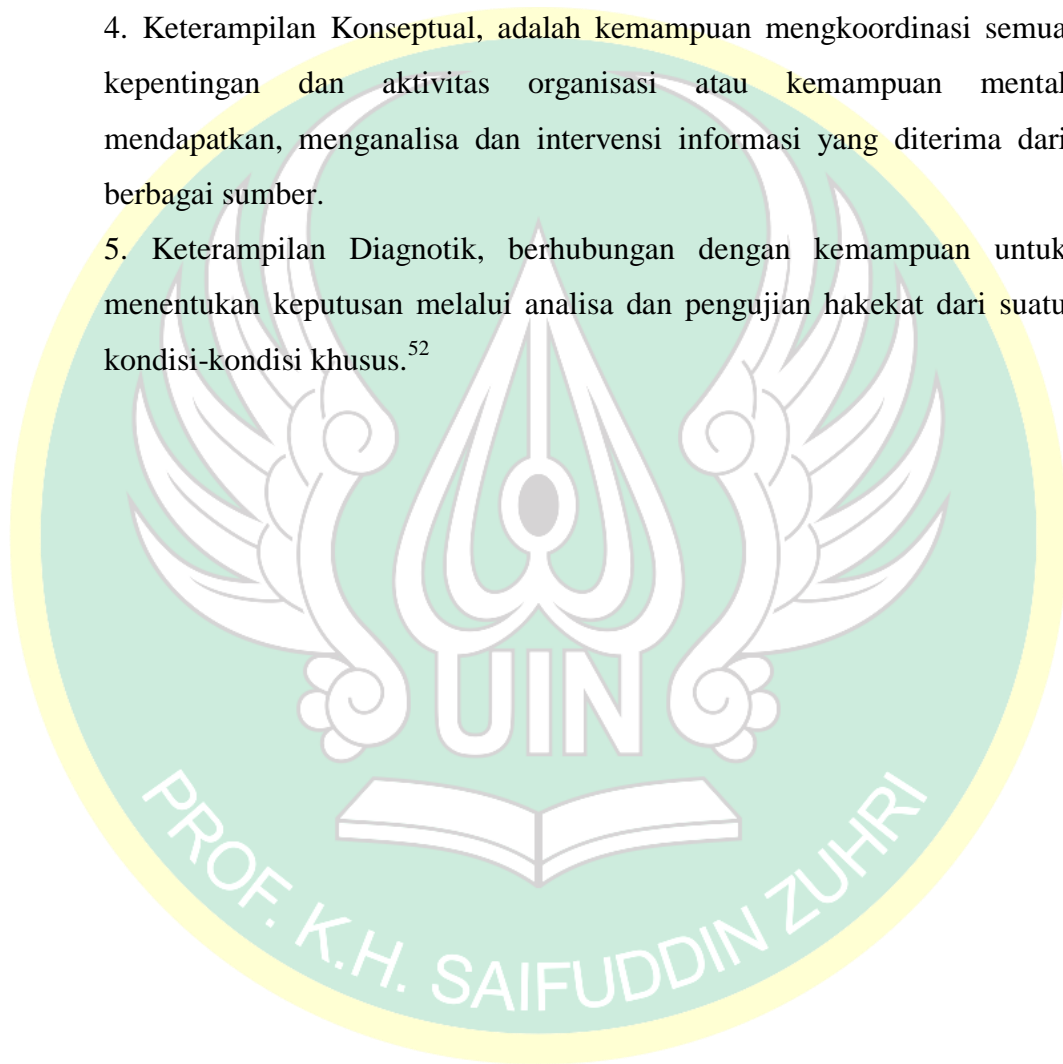 4. Keterampilan Konseptual, adalah kemampuan mengkoordinasi semua
kepentingan dan aktivitas organisasi atau kemampuan mental
mendapatkan, menganalisa dan intervensi informasi yang diterima dari
berbagai sumber.
5. Keterampilan Diagnotik, berhubungan dengan kemampuan untuk
menentukan keputusan melalui analisa dan pengujian hakekat dari suatu
kondisi-kondisi khusus.52
UIN
PROF. K.H. SAIFUDDIN ZUHRI